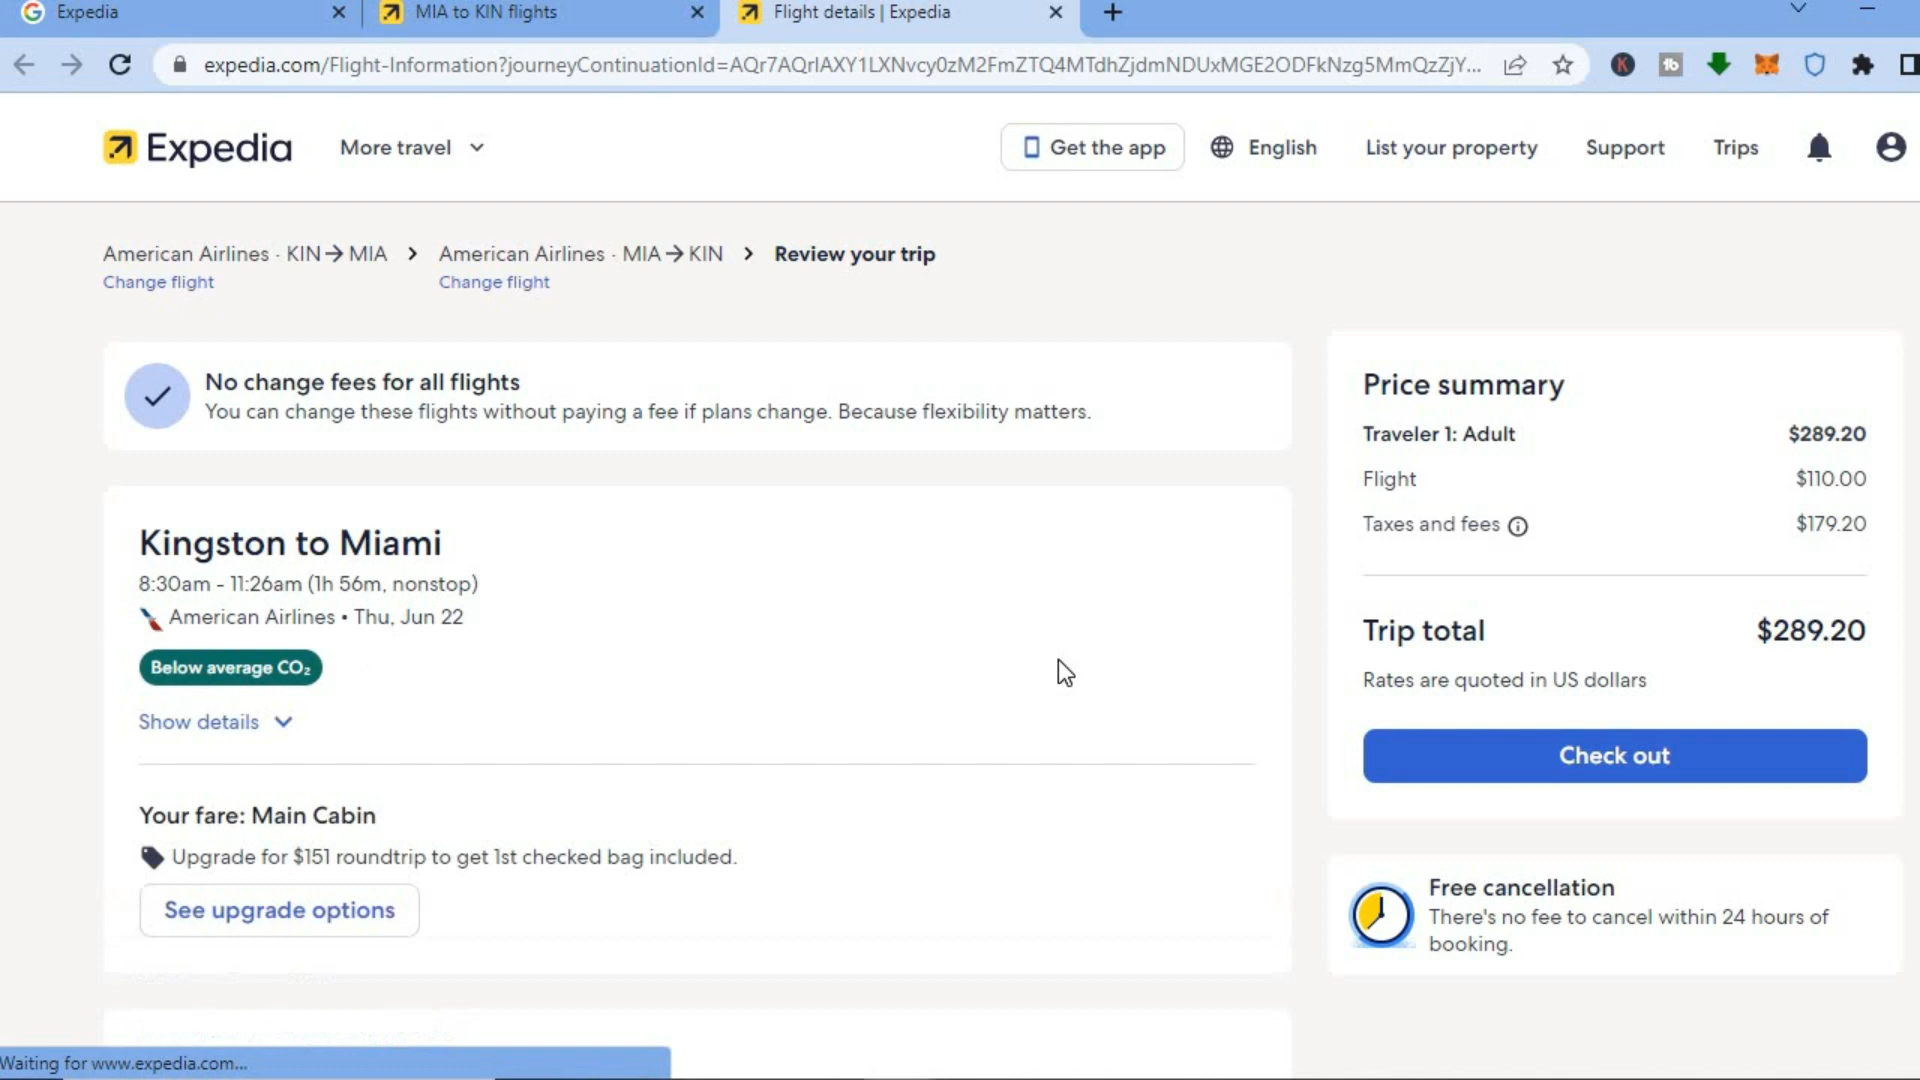 Expedia
MIA to KIN flights
Flight details | Expedia
expedia.com/Flight-Information?journeyContinuationId=AQr7AQrIAXY1LXNvcy0zM2FmZTQ4MTdhZjdmNDUxMGE2ODFkNzg5MmQzZjY...
Expedia
More travel
Get the app
English
List your property
Support
Trips
American Airlines · KIN → MIA
Change flight
American Airlines · MIA → KIN
Change flight
Review your trip
No change fees for all flights
You can change these flights without paying a fee if plans change. Because flexibility matters.
Kingston to Miami
8:30am - 11:26am (1h 56m, nonstop)
American Airlines • Thu, Jun 22
Below average CO₂
Show details
Your fare: Main Cabin
Upgrade for $151 roundtrip to get 1st checked bag included.
See upgrade options
Price summary
Traveler 1: Adult $289.20
Flight $110.00
Taxes and fees $179.20
Trip total $289.20
Rates are quoted in US dollars
Check out
Free cancellation
There's no fee to cancel within 24 hours of
booking.
Waiting for www.expedia.com...